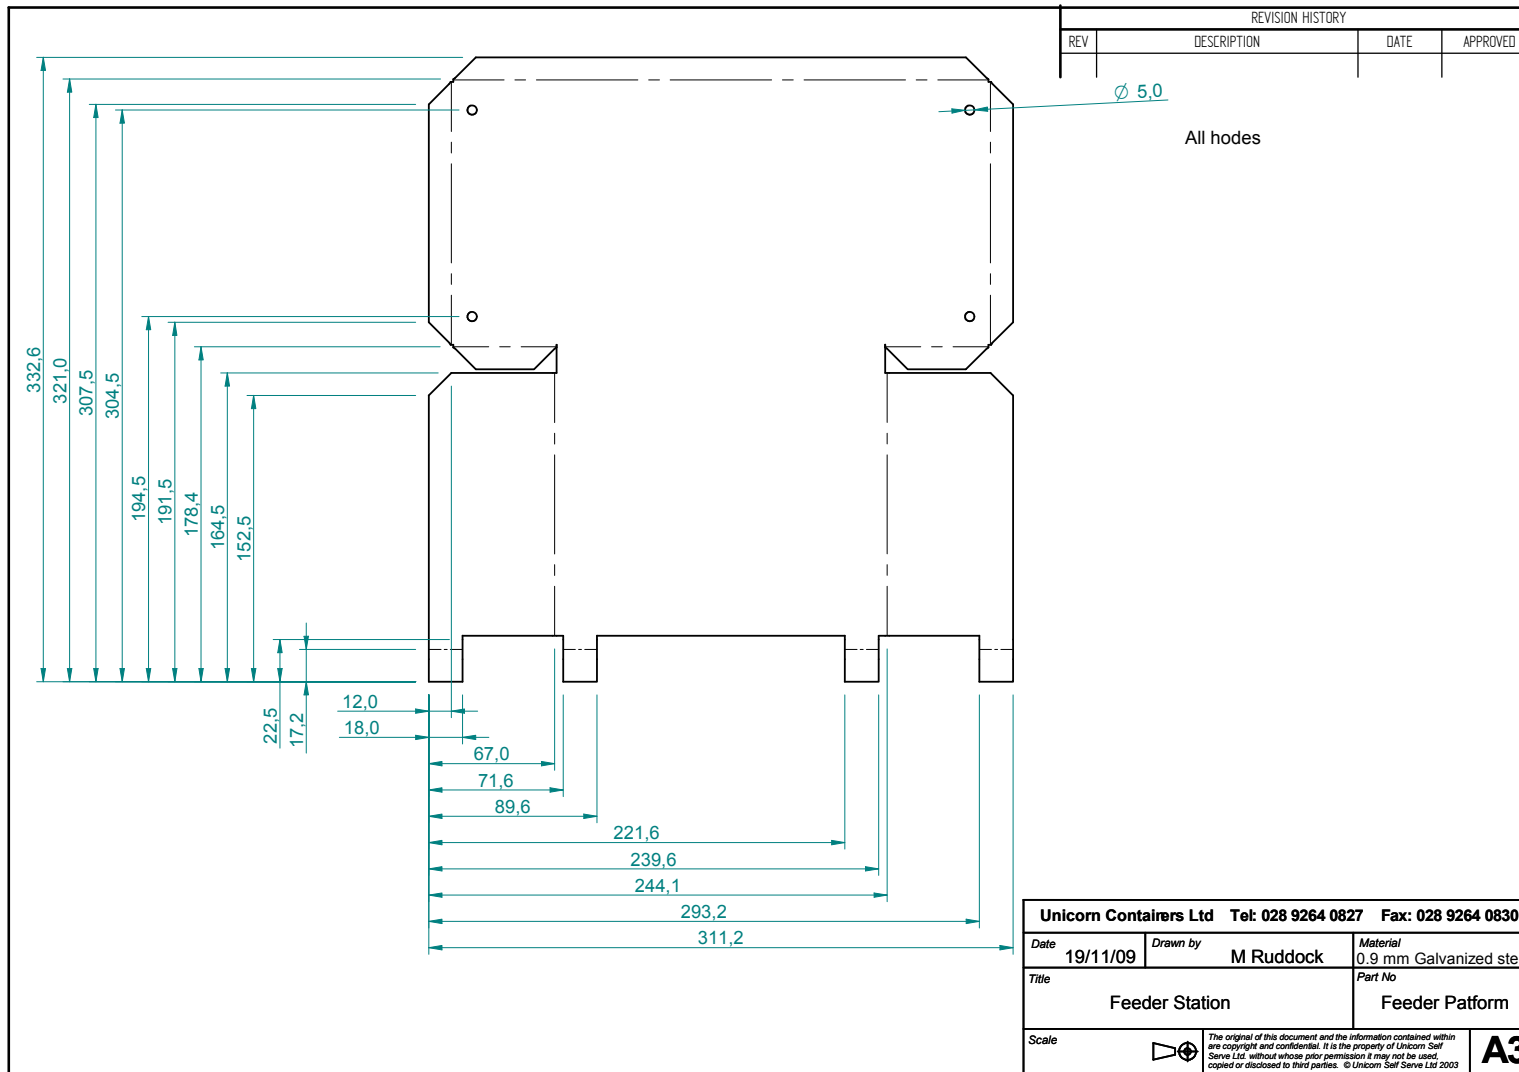 REVISION HISTORY
REV DESCRIPTION DATE APPROVED
Ø 5,0
All hodes
332,6
321,0
307,5
304,5
194,5
191,5
178,4
164,5
152,5
22,5
17,2
12,0
18,0
67,0
71,6
89,6
221,6
239,6
244,1
293,2
311,2
Unicorn Containers Ltd Tel: 028 9264 0827 Fax: 028 9264 0830
Date 19/11/09 Drawn by M Ruddock Material 0.9 mm Galvanized stee
Title Feeder Station Part No Feeder Patform
Scale
The original of this document and the information contained within
are copyright and confidential. It is the property of Unicorn Self
Serve Ltd. without whose prior permission it may not be used,
copied or disclosed to third parties. © Unicorn Self Serve Ltd 2003
A3